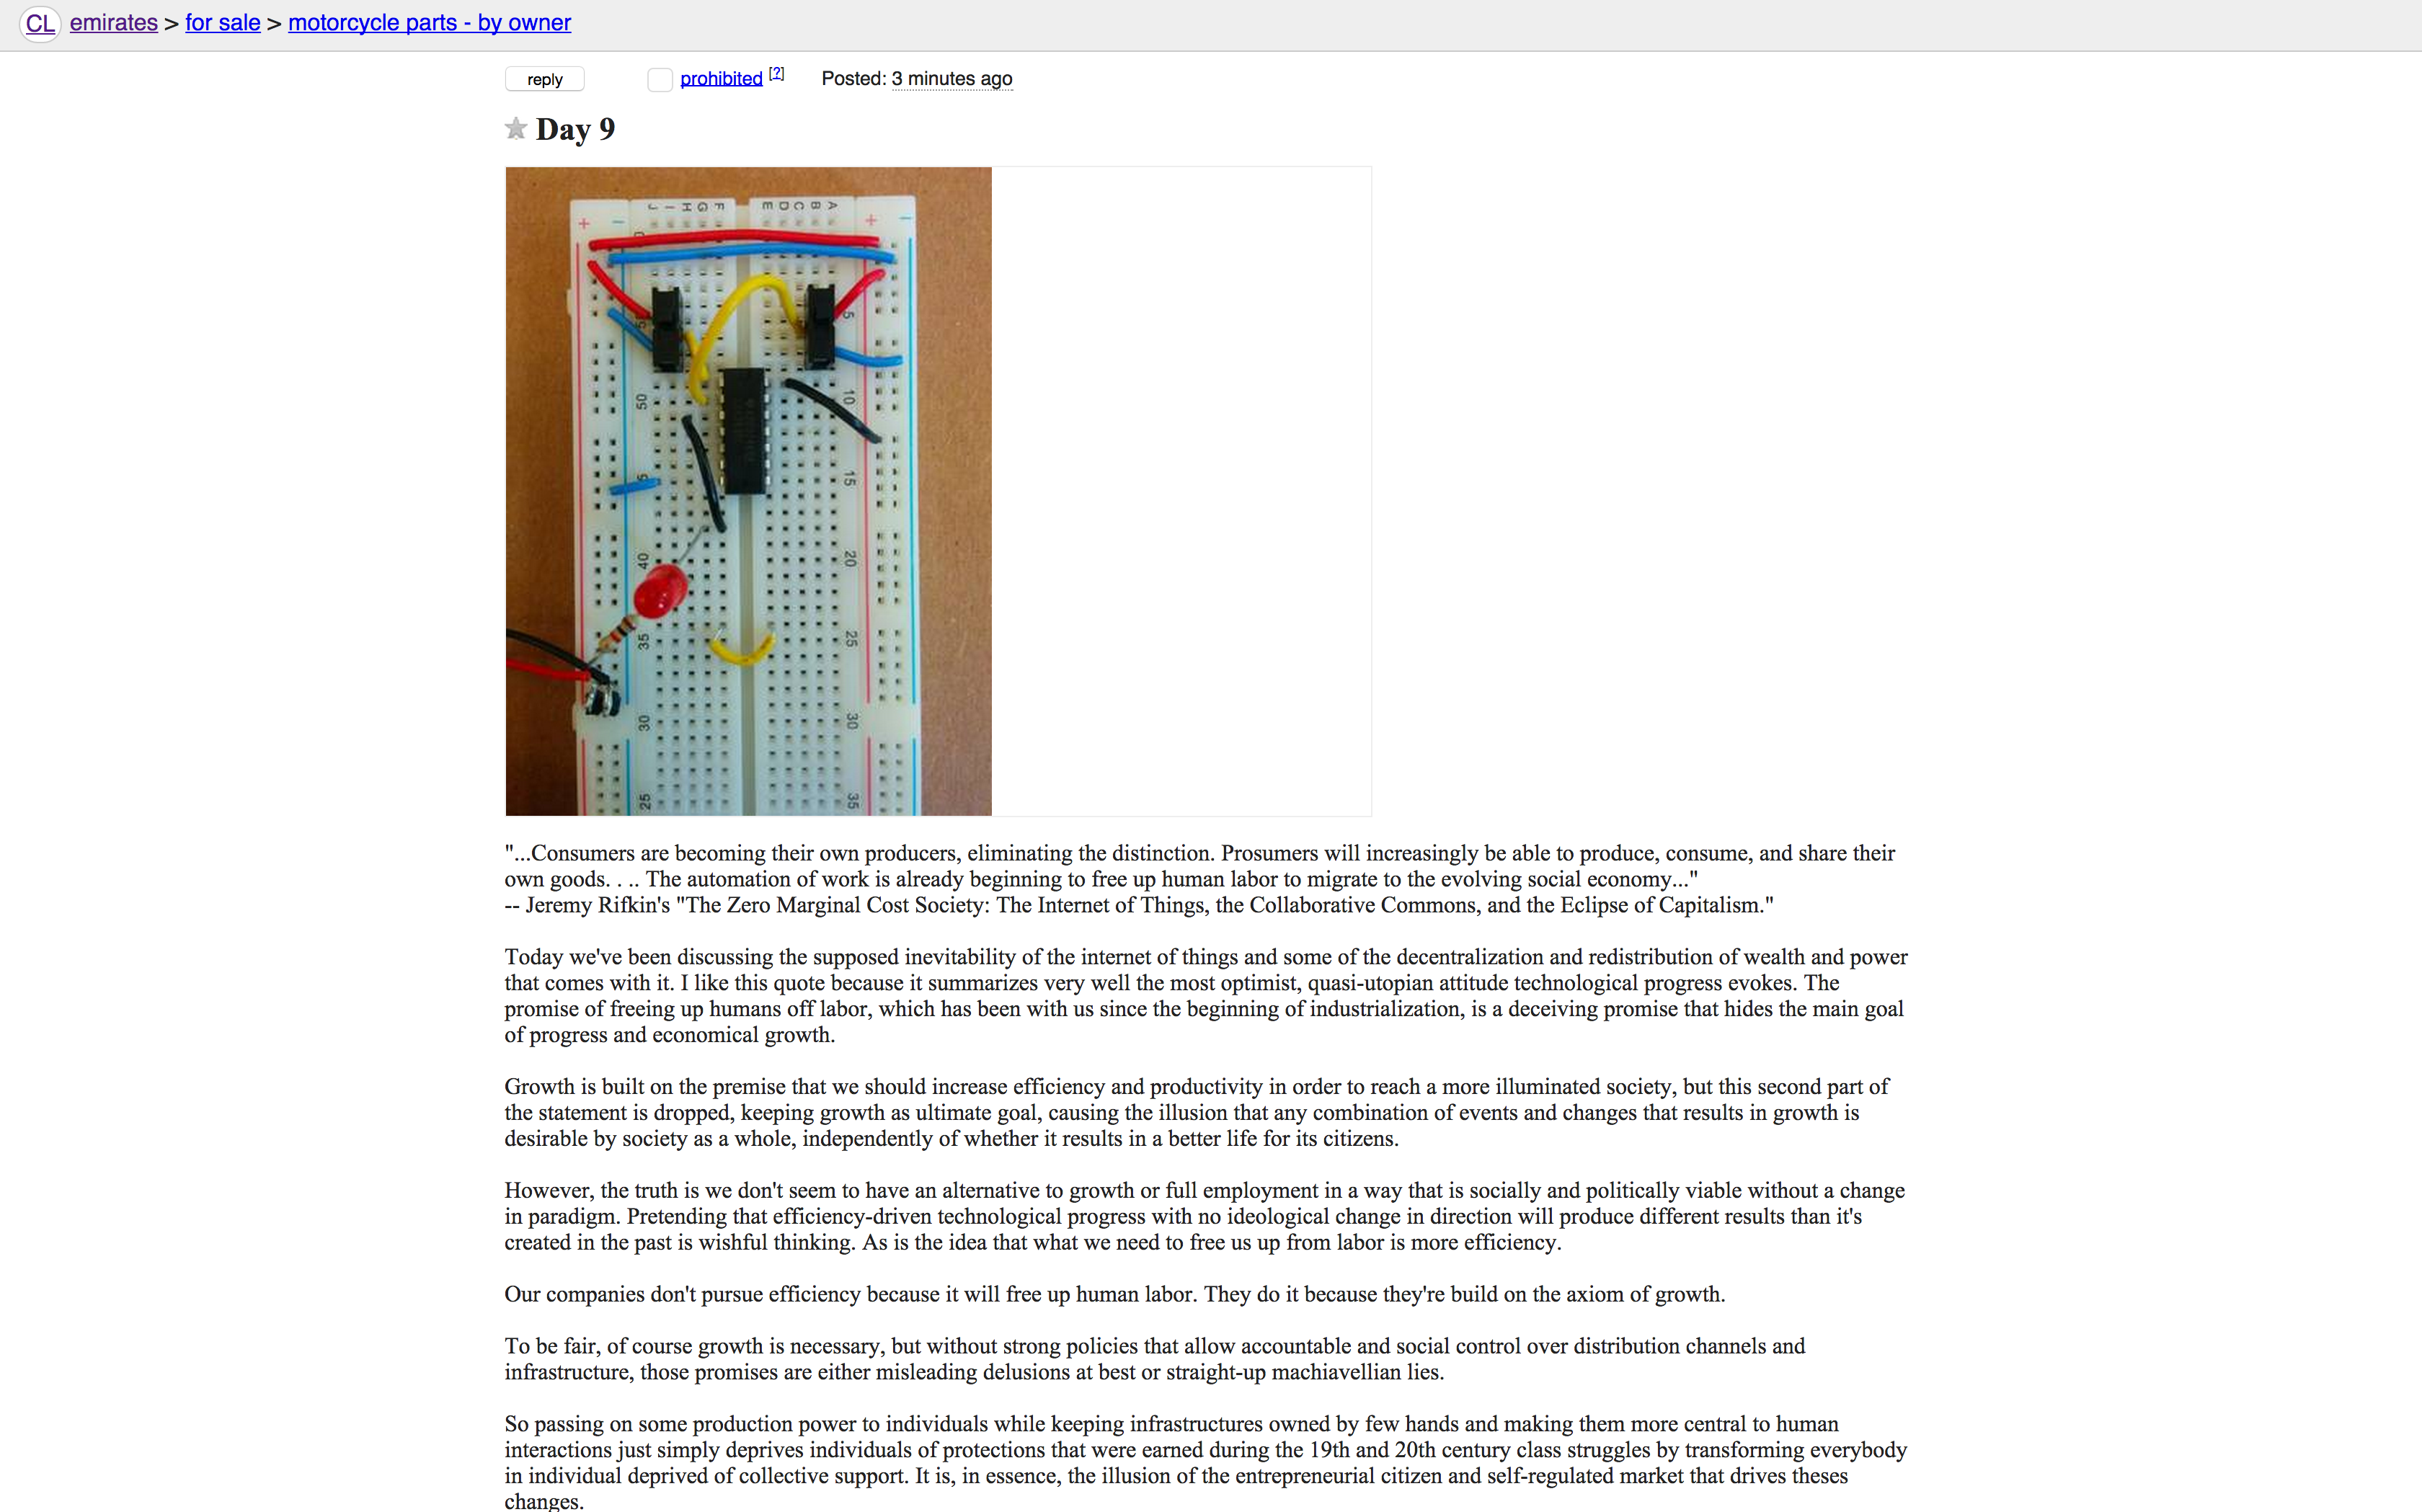 CL emirates > for sale > motorcycle parts - by owner
reply prohibited [?] Posted: 3 minutes ago
Day 9
J I H G F E D C B A
+ − + −
5
50 10
5 15
40 20
35 25
30 30
25 35
"...Consumers are becoming their own producers, eliminating the distinction. Prosumers will increasingly be able to produce, consume, and share their
own goods. . .. The automation of work is already beginning to free up human labor to migrate to the evolving social economy..."
-- Jeremy Rifkin's "The Zero Marginal Cost Society: The Internet of Things, the Collaborative Commons, and the Eclipse of Capitalism."
Today we've been discussing the supposed inevitability of the internet of things and some of the decentralization and redistribution of wealth and power
that comes with it. I like this quote because it summarizes very well the most optimist, quasi-utopian attitude technological progress evokes. The
promise of freeing up humans off labor, which has been with us since the beginning of industrialization, is a deceiving promise that hides the main goal
of progress and economical growth.
Growth is built on the premise that we should increase efficiency and productivity in order to reach a more illuminated society, but this second part of
the statement is dropped, keeping growth as ultimate goal, causing the illusion that any combination of events and changes that results in growth is
desirable by society as a whole, independently of whether it results in a better life for its citizens.
However, the truth is we don't seem to have an alternative to growth or full employment in a way that is socially and politically viable without a change
in paradigm. Pretending that efficiency-driven technological progress with no ideological change in direction will produce different results than it's
created in the past is wishful thinking. As is the idea that what we need to free us up from labor is more efficiency.
Our companies don't pursue efficiency because it will free up human labor. They do it because they're build on the axiom of growth.
To be fair, of course growth is necessary, but without strong policies that allow accountable and social control over distribution channels and
infrastructure, those promises are either misleading delusions at best or straight-up machiavellian lies.
So passing on some production power to individuals while keeping infrastructures owned by few hands and making them more central to human
interactions just simply deprives individuals of protections that were earned during the 19th and 20th century class struggles by transforming everybody
in individual deprived of collective support. It is, in essence, the illusion of the entrepreneurial citizen and self-regulated market that drives theses
changes.